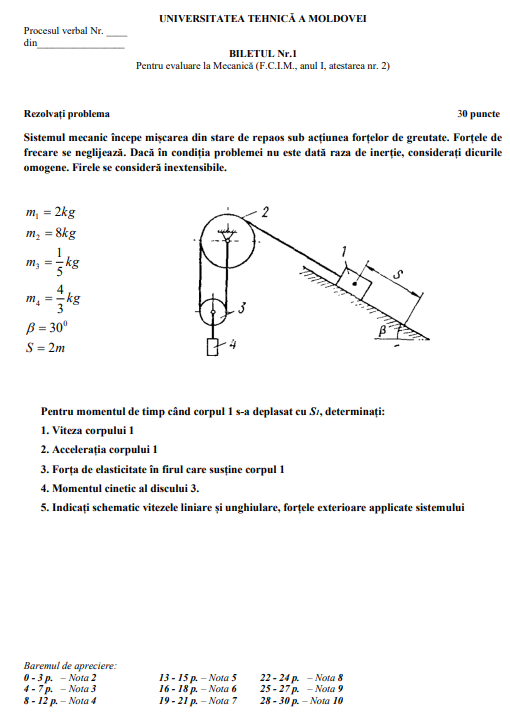 UNIVERSITATEA TEHNICĂ A MOLDOVEI
Procesul verbal Nr. ____
din__________________
BILETUL Nr.1
Pentru evaluare la Mecanică (F.C.I.M., anul I, atestarea nr. 2)
Rezolvați problema 30 puncte
Sistemul mecanic începe mișcarea din stare de repaos sub acțiunea forțelor de greutate. Forțele de
frecare se neglijează. Dacă în condiția problemei nu este dată raza de inerție, considerați dicurile
omogene. Firele se consideră inextensibile.
m₁ = 2kg
m₂ = 8kg
m₃ = 1/5 kg
m₄ = 4/3 kg
β = 30⁰
S = 2m
2
1
S
3
β
4
Pentru momentul de timp când corpul 1 s-a deplasat cu S₁, determinați:
1. Viteza corpului 1
2. Accelerația corpului 1
3. Forța de elasticitate în firul care susține corpul 1
4. Momentul cinetic al discului 3.
5. Indicați schematic vitezele liniare și unghiulare, forțele exterioare applicate sistemului
Baremul de apreciere:
0 - 3 p. – Nota 2 13 - 15 p. – Nota 5 22 - 24 p. – Nota 8
4 - 7 p. – Nota 3 16 - 18 p. – Nota 6 25 - 27 p. – Nota 9
8 - 12 p. – Nota 4 19 - 21 p. – Nota 7 28 - 30 p. – Nota 10